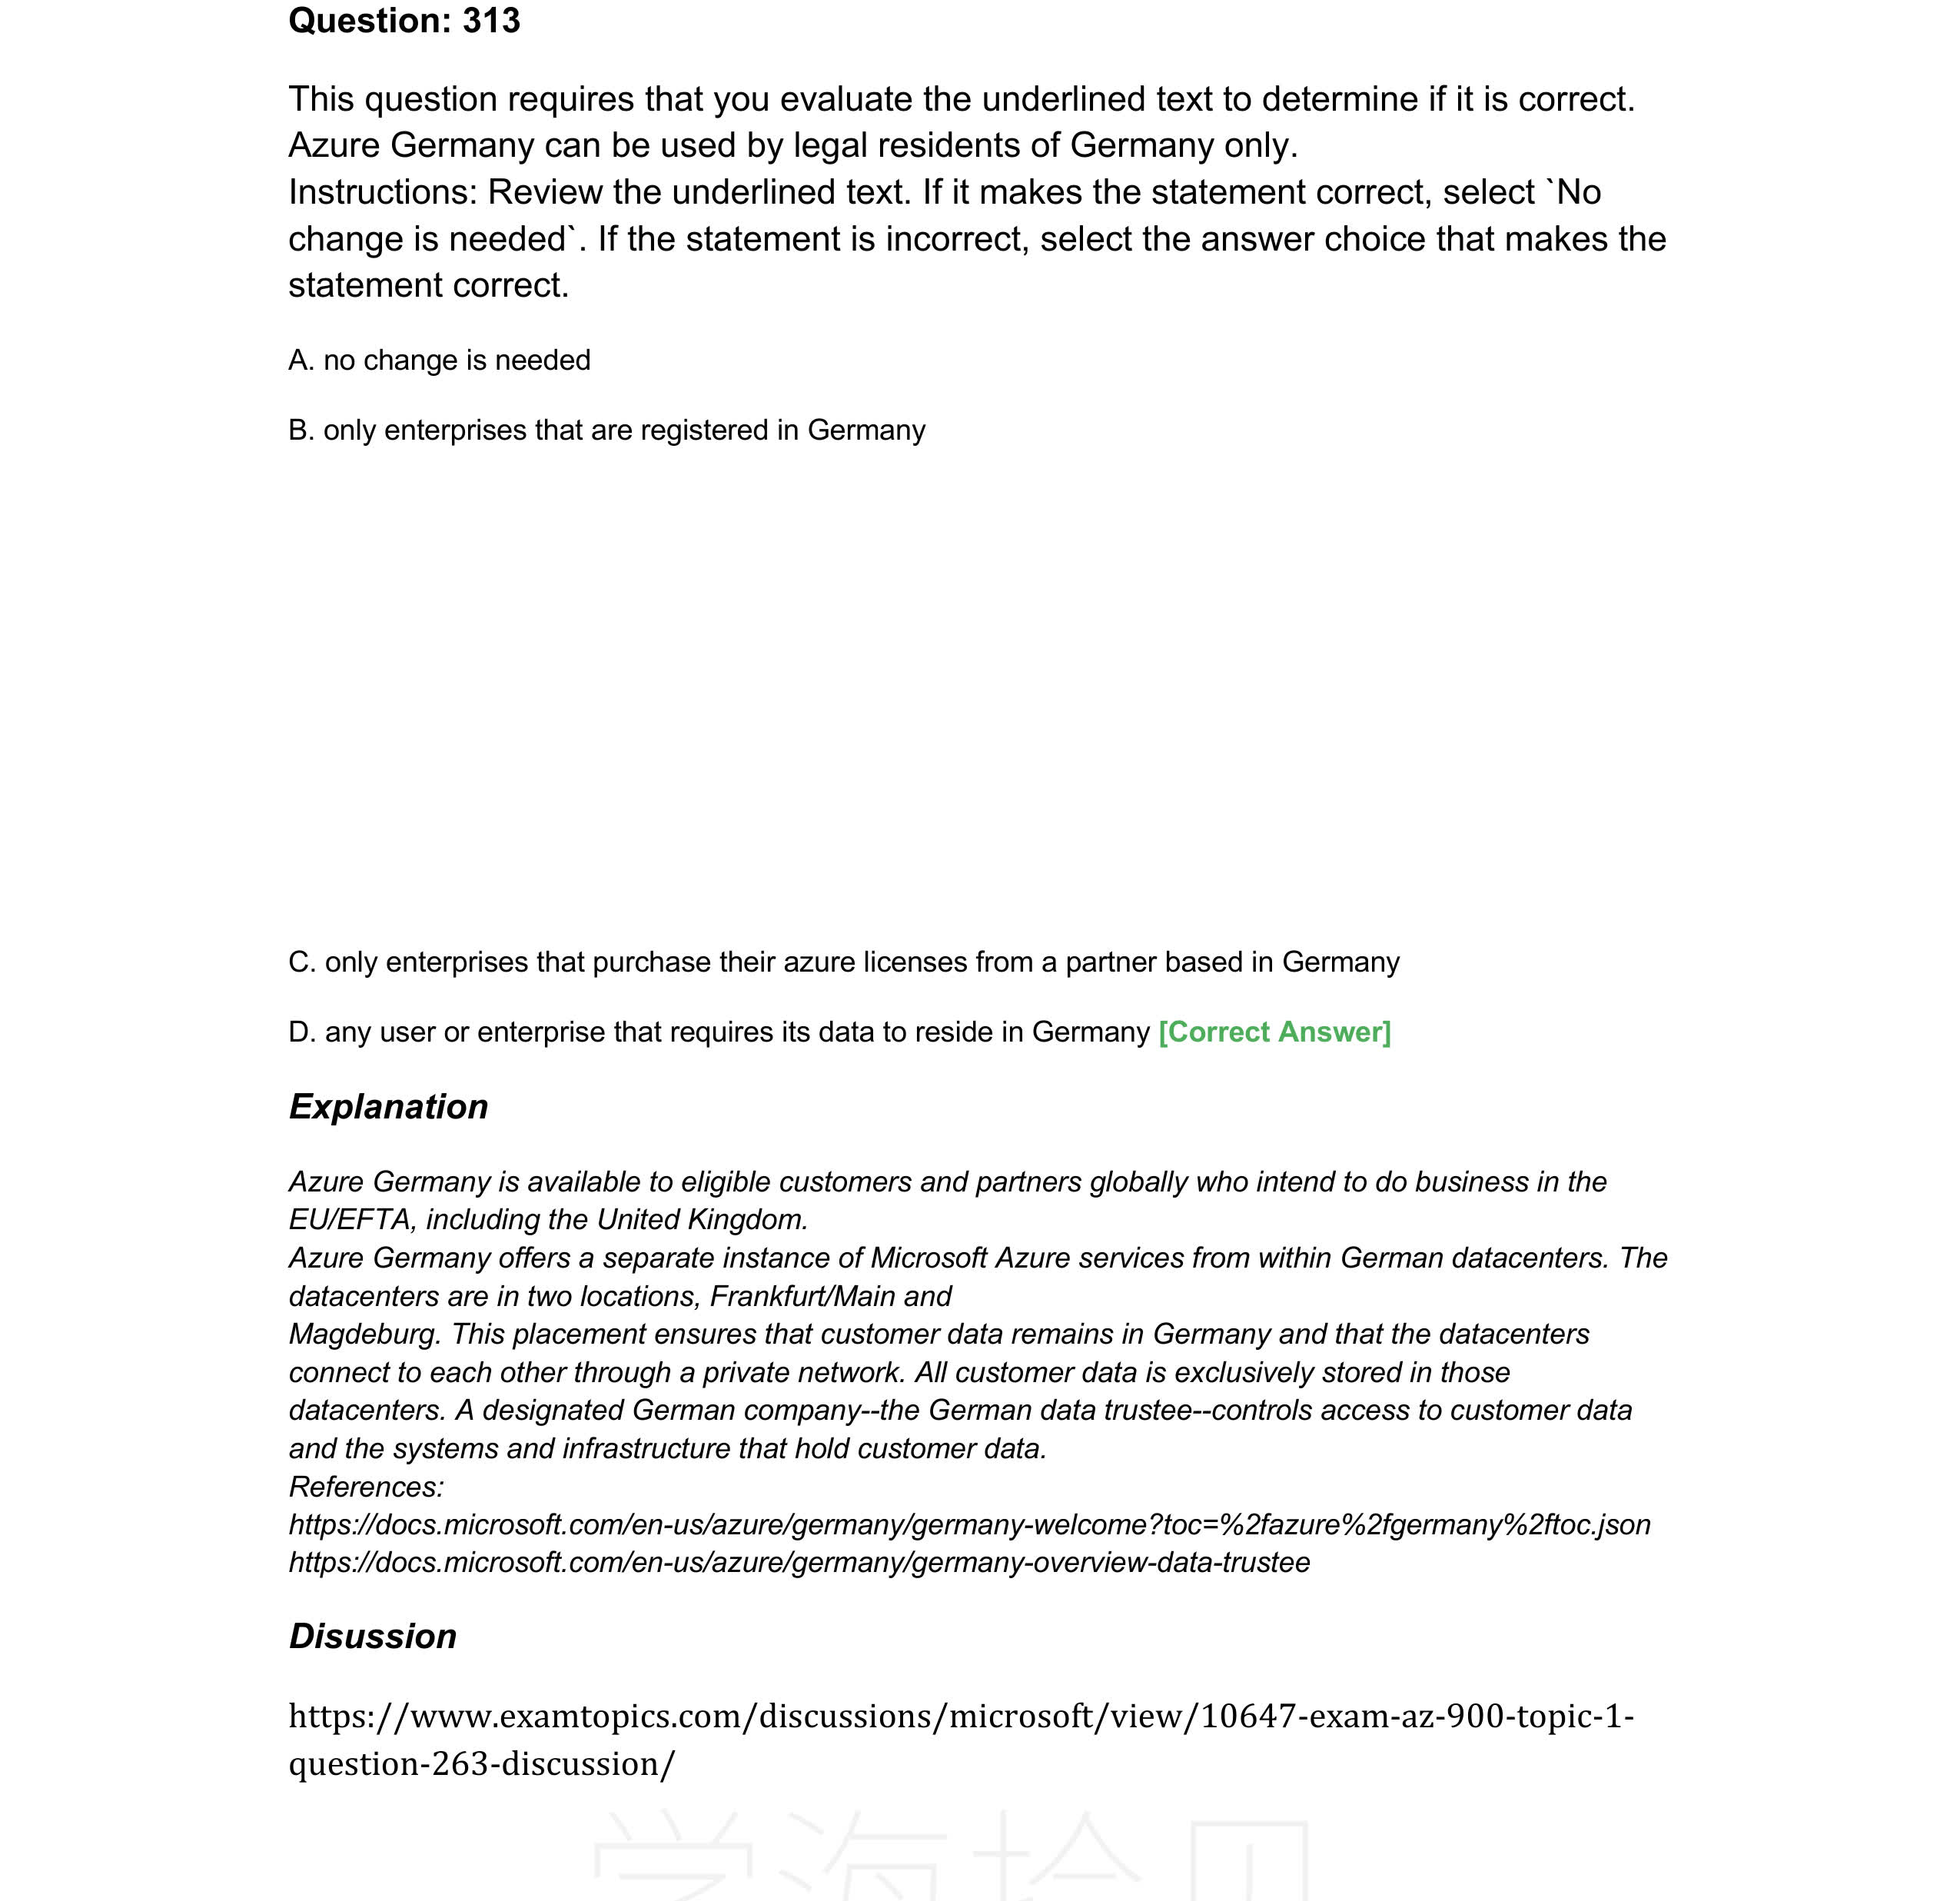 Question: 313
This question requires that you evaluate the underlined text to determine if it is correct.
Azure Germany can be used by legal residents of Germany only.
Instructions: Review the underlined text. If it makes the statement correct, select `No
change is needed`. If the statement is incorrect, select the answer choice that makes the
statement correct.
A. no change is needed
B. only enterprises that are registered in Germany
C. only enterprises that purchase their azure licenses from a partner based in Germany
D. any user or enterprise that requires its data to reside in Germany [Correct Answer]
Explanation
Azure Germany is available to eligible customers and partners globally who intend to do business in the
EU/EFTA, including the United Kingdom.
Azure Germany offers a separate instance of Microsoft Azure services from within German datacenters. The
datacenters are in two locations, Frankfurt/Main and
Magdeburg. This placement ensures that customer data remains in Germany and that the datacenters
connect to each other through a private network. All customer data is exclusively stored in those
datacenters. A designated German company--the German data trustee--controls access to customer data
and the systems and infrastructure that hold customer data.
References:
https://docs.microsoft.com/en-us/azure/germany/germany-welcome?toc=%2fazure%2fgermany%2ftoc.json
https://docs.microsoft.com/en-us/azure/germany/germany-overview-data-trustee
Disussion
https://www.examtopics.com/discussions/microsoft/view/10647-exam-az-900-topic-1-
question-263-discussion/